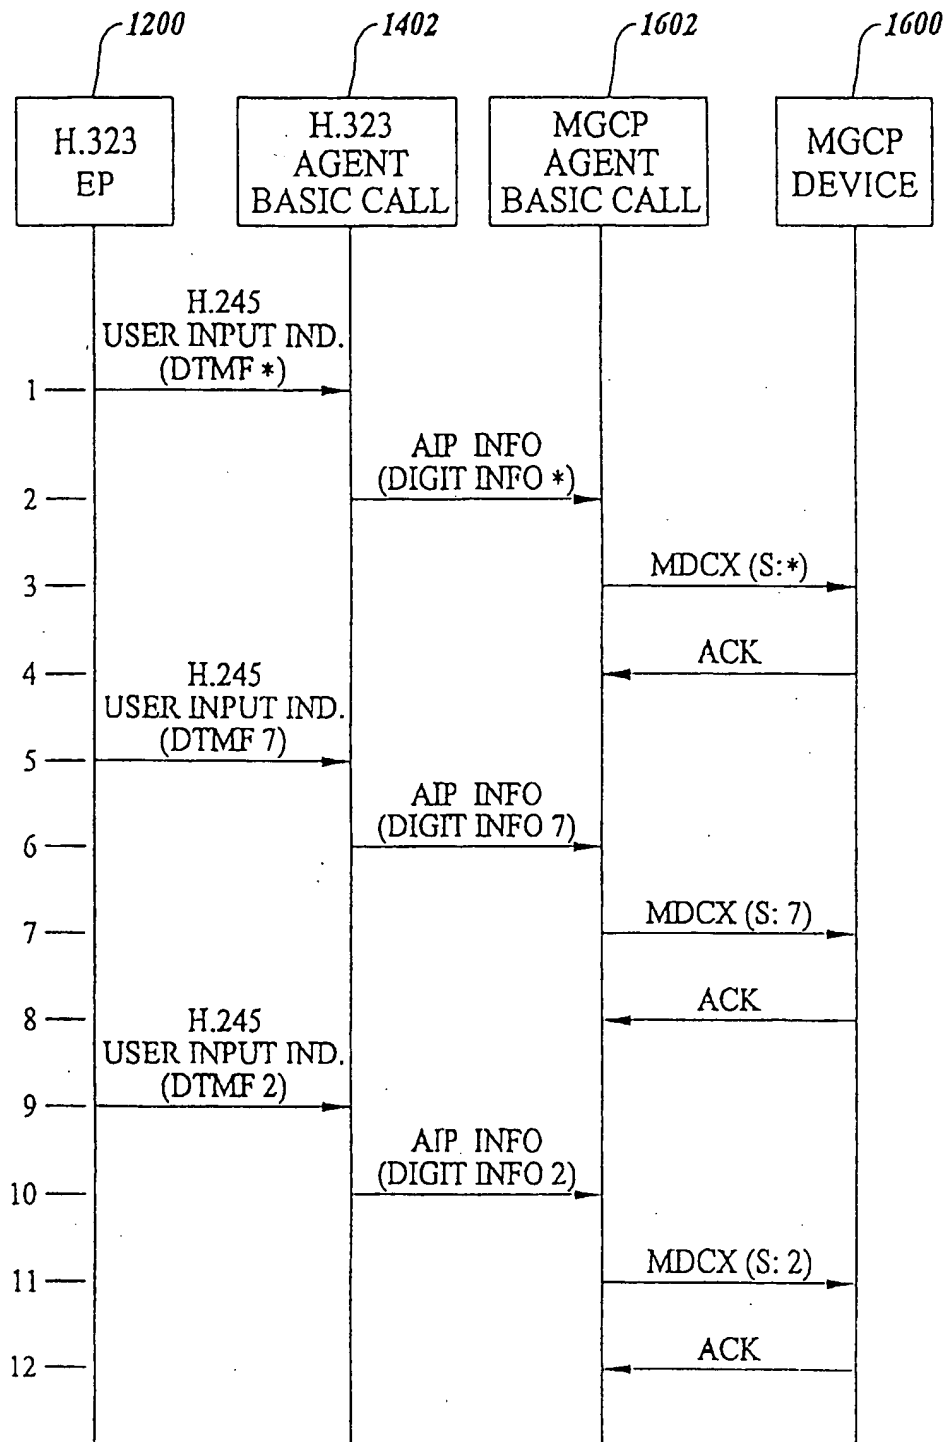 1200
1402
1602
1600
H.323
EP
H.323
AGENT
BASIC CALL
MGCP
AGENT
BASIC CALL
MGCP
DEVICE
H.245
USER INPUT IND.
(DTMF *)
1
AIP INFO
(DIGIT INFO *)
2
MDCX (S:*)
3
ACK
4
H.245
USER INPUT IND.
(DTMF 7)
5
AIP INFO
(DIGIT INFO 7)
6
MDCX (S: 7)
7
ACK
8
H.245
USER INPUT IND.
(DTMF 2)
9
AIP INFO
(DIGIT INFO 2)
10
MDCX (S: 2)
11
ACK
12